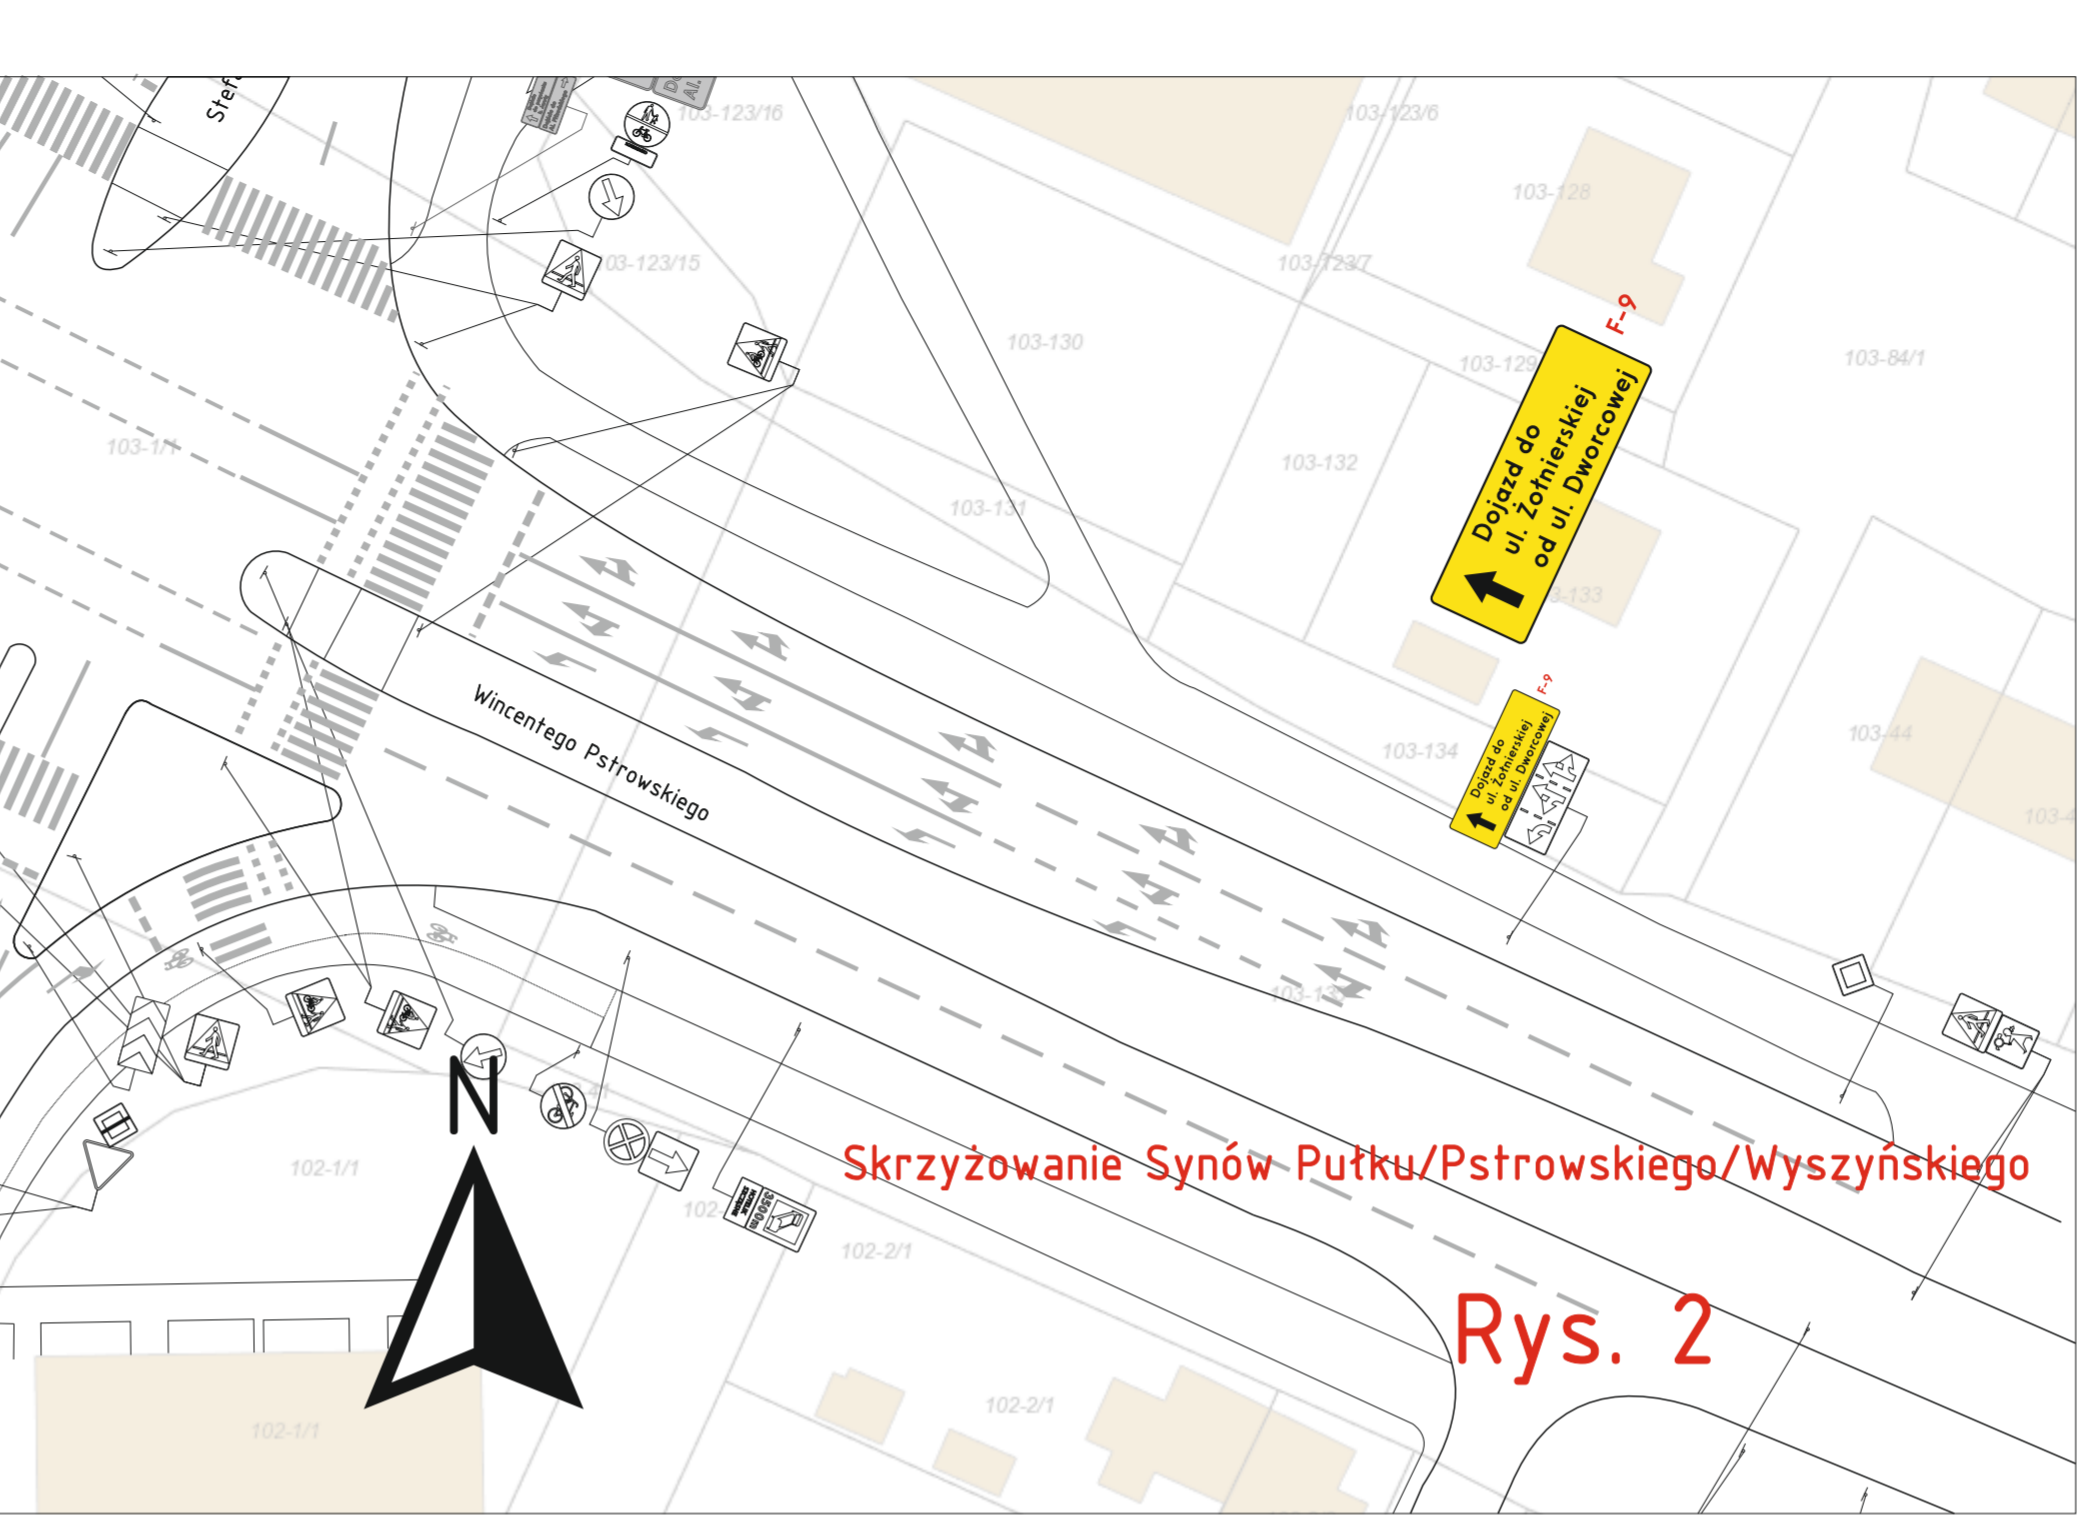 Stef
103-123/16
103-123/6
103-128
103-123/7
103-123/15
F-9
103-130
103-129
103-84/1
Dojazd do
ul. Żołnierskiej
od ul. Dworcowej
103-1/1
103-132
103-131
103-133
Wincentego Pstrowskiego
F-9
Dojazd do
ul. Żołnierskiej
od ul. Dworcowej
103-134
103-44
N
102-1/1
Skrzyżowanie Synów Pułku/Pstrowskiego/Wyszyńskiego
3500m
102-2/1
Rys. 2
102-2/1
102-1/1